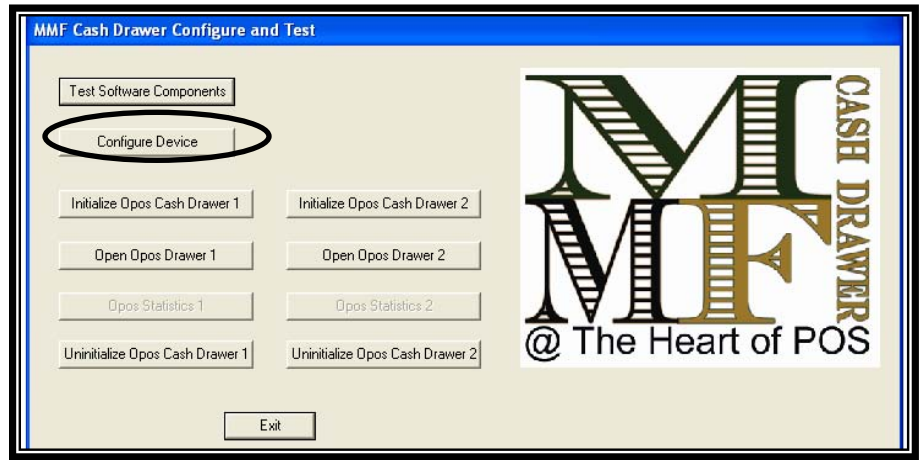 MMF Cash Drawer Configure and Test
Test Software Components
Configure Device
Initialize Opos Cash Drawer 1
Initialize Opos Cash Drawer 2
Open Opos Drawer 1
Open Opos Drawer 2
Opos Statistics 1
Opos Statistics 2
Uninitialize Opos Cash Drawer 1
Uninitialize Opos Cash Drawer 2
Exit
MMF
CASH DRAWER
@ The Heart of POS